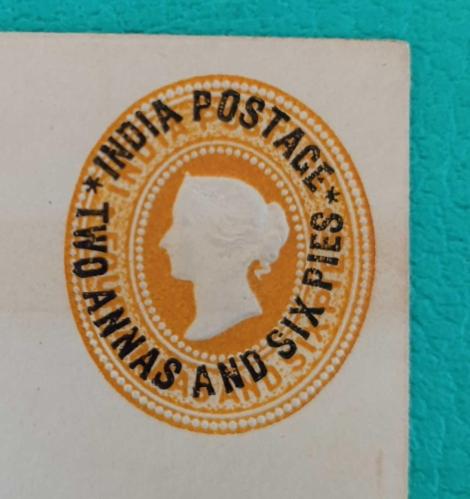 INDIA POSTAGE
* TWO ANNAS AND SIX PIES *